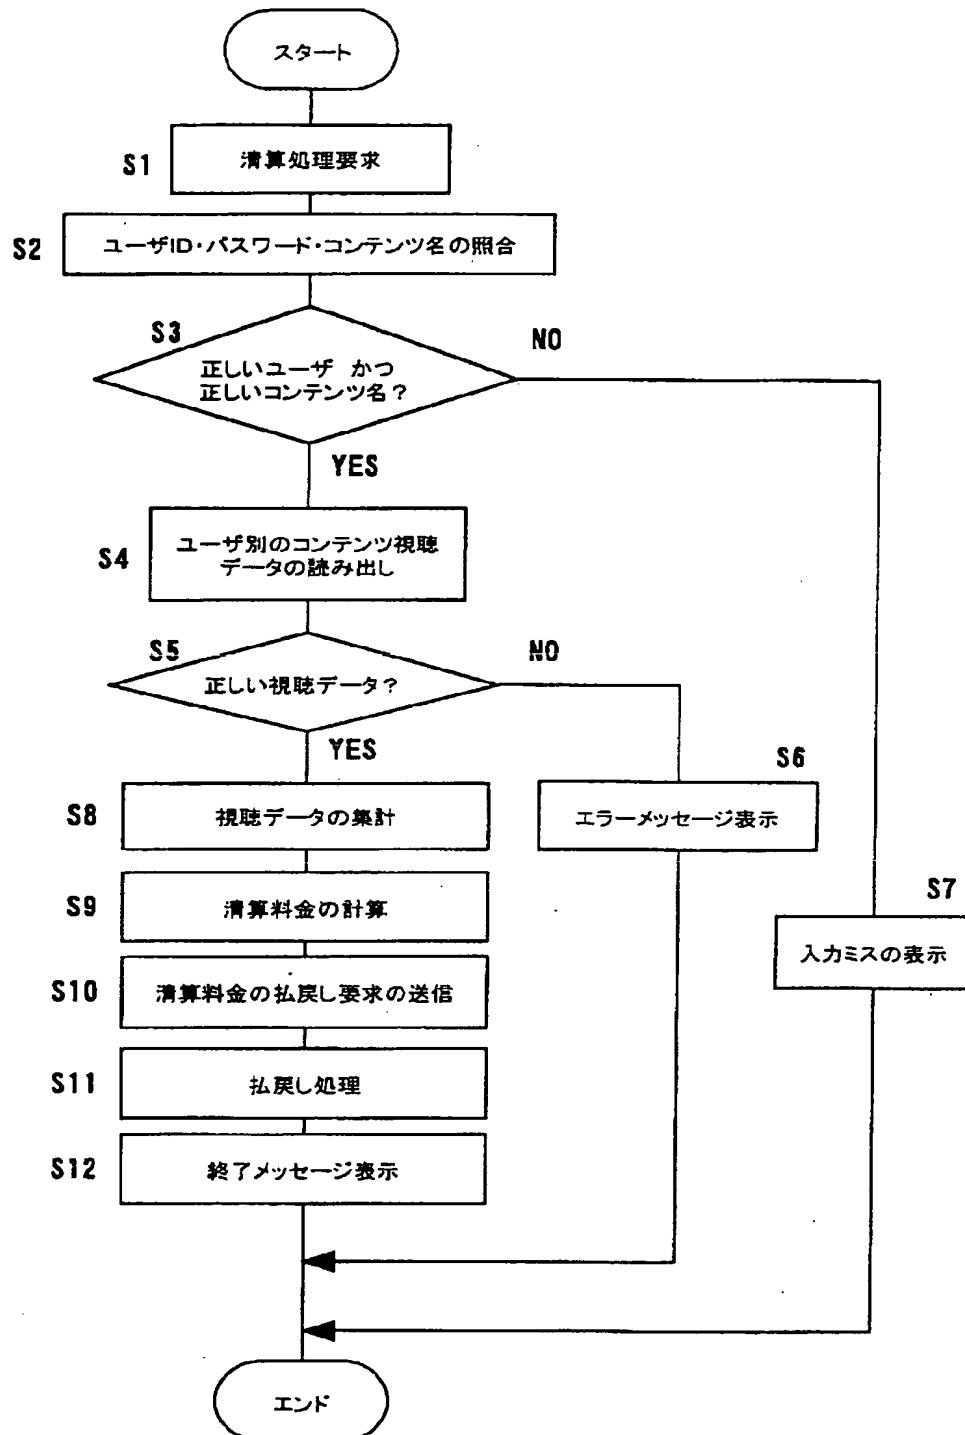 スタート
S1
清算処理要求
S2
ユーザID・パスワード・コンテンツ名の照合
S3
NO
正しいユーザ かつ
正しいコンテンツ名?
YES
S4
ユーザ別のコンテンツ視聴
データの読み出し
S5
NO
正しい視聴データ?
YES
S6
S8
視聴データの集計
エラーメッセージ表示
S9
清算料金の計算
S7
入力ミスの表示
S10
清算料金の払戻し要求の送信
S11
払戻し処理
S12
終了メッセージ表示
エンド